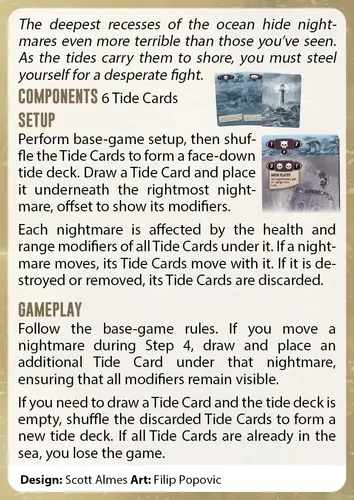 The deepest recesses of the ocean hide night-
mares even more terrible than those you've seen.
As the tides carry them to shore, you must steel
yourself for a desperate fight.
COMPONENTS 6 Tide Cards
SETUP
Perform base-game setup, then shuf-
fle the Tide Cards to form a face-down
tide deck. Draw a Tide Card and place
it underneath the rightmost night-
mare, offset to show its modifiers.
Each nightmare is affected by the health and
range modifiers of all Tide Cards under it. If a night-
mare moves, its Tide Cards move with it. If it is de-
stroyed or removed, its Tide Cards are discarded.
GAMEPLAY
Follow the base-game rules. If you move a
nightmare during Step 4, draw and place an
additional Tide Card under that nightmare,
ensuring that all modifiers remain visible.
If you need to draw a Tide Card and the tide deck is
empty, shuffle the discarded Tide Cards to form a
new tide deck. If all Tide Cards are already in the
sea, you lose the game.
Design: Scott Almes Art: Filip Popovic